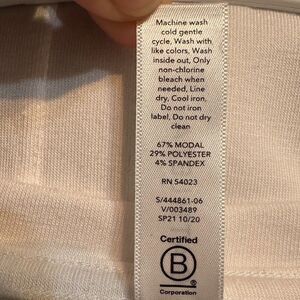 Machine wash
cold gentle
cycle, Wash with
like colors, Wash
inside out, Only
non-chlorine
bleach when
needed, Line
dry, Cool iron,
Do not iron
label, Do not dry
clean
67% MODAL
29% POLYESTER
4% SPANDEX
RN 54023
S/444861-06
V/003489
SP21 10/20
Certified
B
®
Corporation